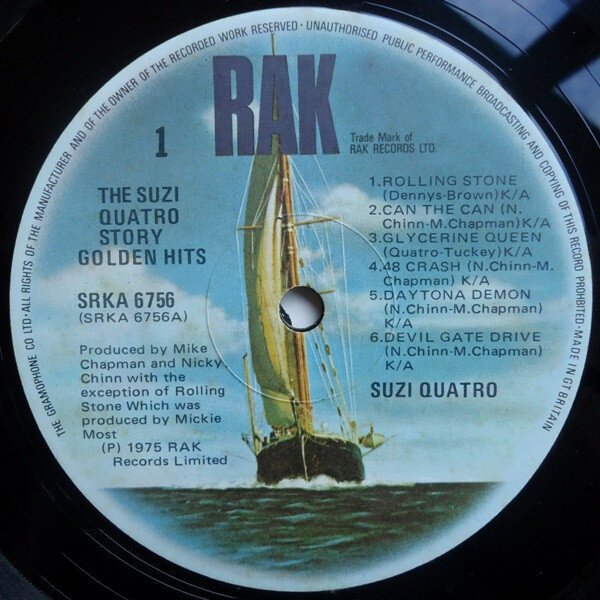 THE GRAMOPHONE CO LTD·ALL RIGHTS OF THE MANUFACTURER AND OF THE OWNER OF THE RECORDED WORK RESERVED · UNAUTHORISED PUBLIC PERFORMANCE BROADCASTING AND COPYING OF THIS RECORD PROHIBITED·MADE IN GT BRITAIN
RAK
Trade Mark of
RAK RECORDS LTD.
1
THE SUZI
QUATRO
STORY
GOLDEN HITS
SRKA 6756
(SRKA 6756A)
Produced by Mike
Chapman and Nicky
Chinn with the
exception of Rolling
Stone Which was
produced by Mickie
Most
(P) 1975 RAK
Records Limited
1.ROLLING STONE
(Dennys-Brown)K/A
2.CAN THE CAN (N.
Chinn-M.Chapman)K/A
3.GLYCERINE QUEEN
(Quatro-Tuckey)K/A
4.48 CRASH (N.Chinn-M.
Chapman) K/A
5.DAYTONA DEMON
(N.Chinn-M.Chapman)
K/A
6.DEVIL GATE DRIVE
(N.Chinn-M.Chapman)
K/A
SUZI QUATRO